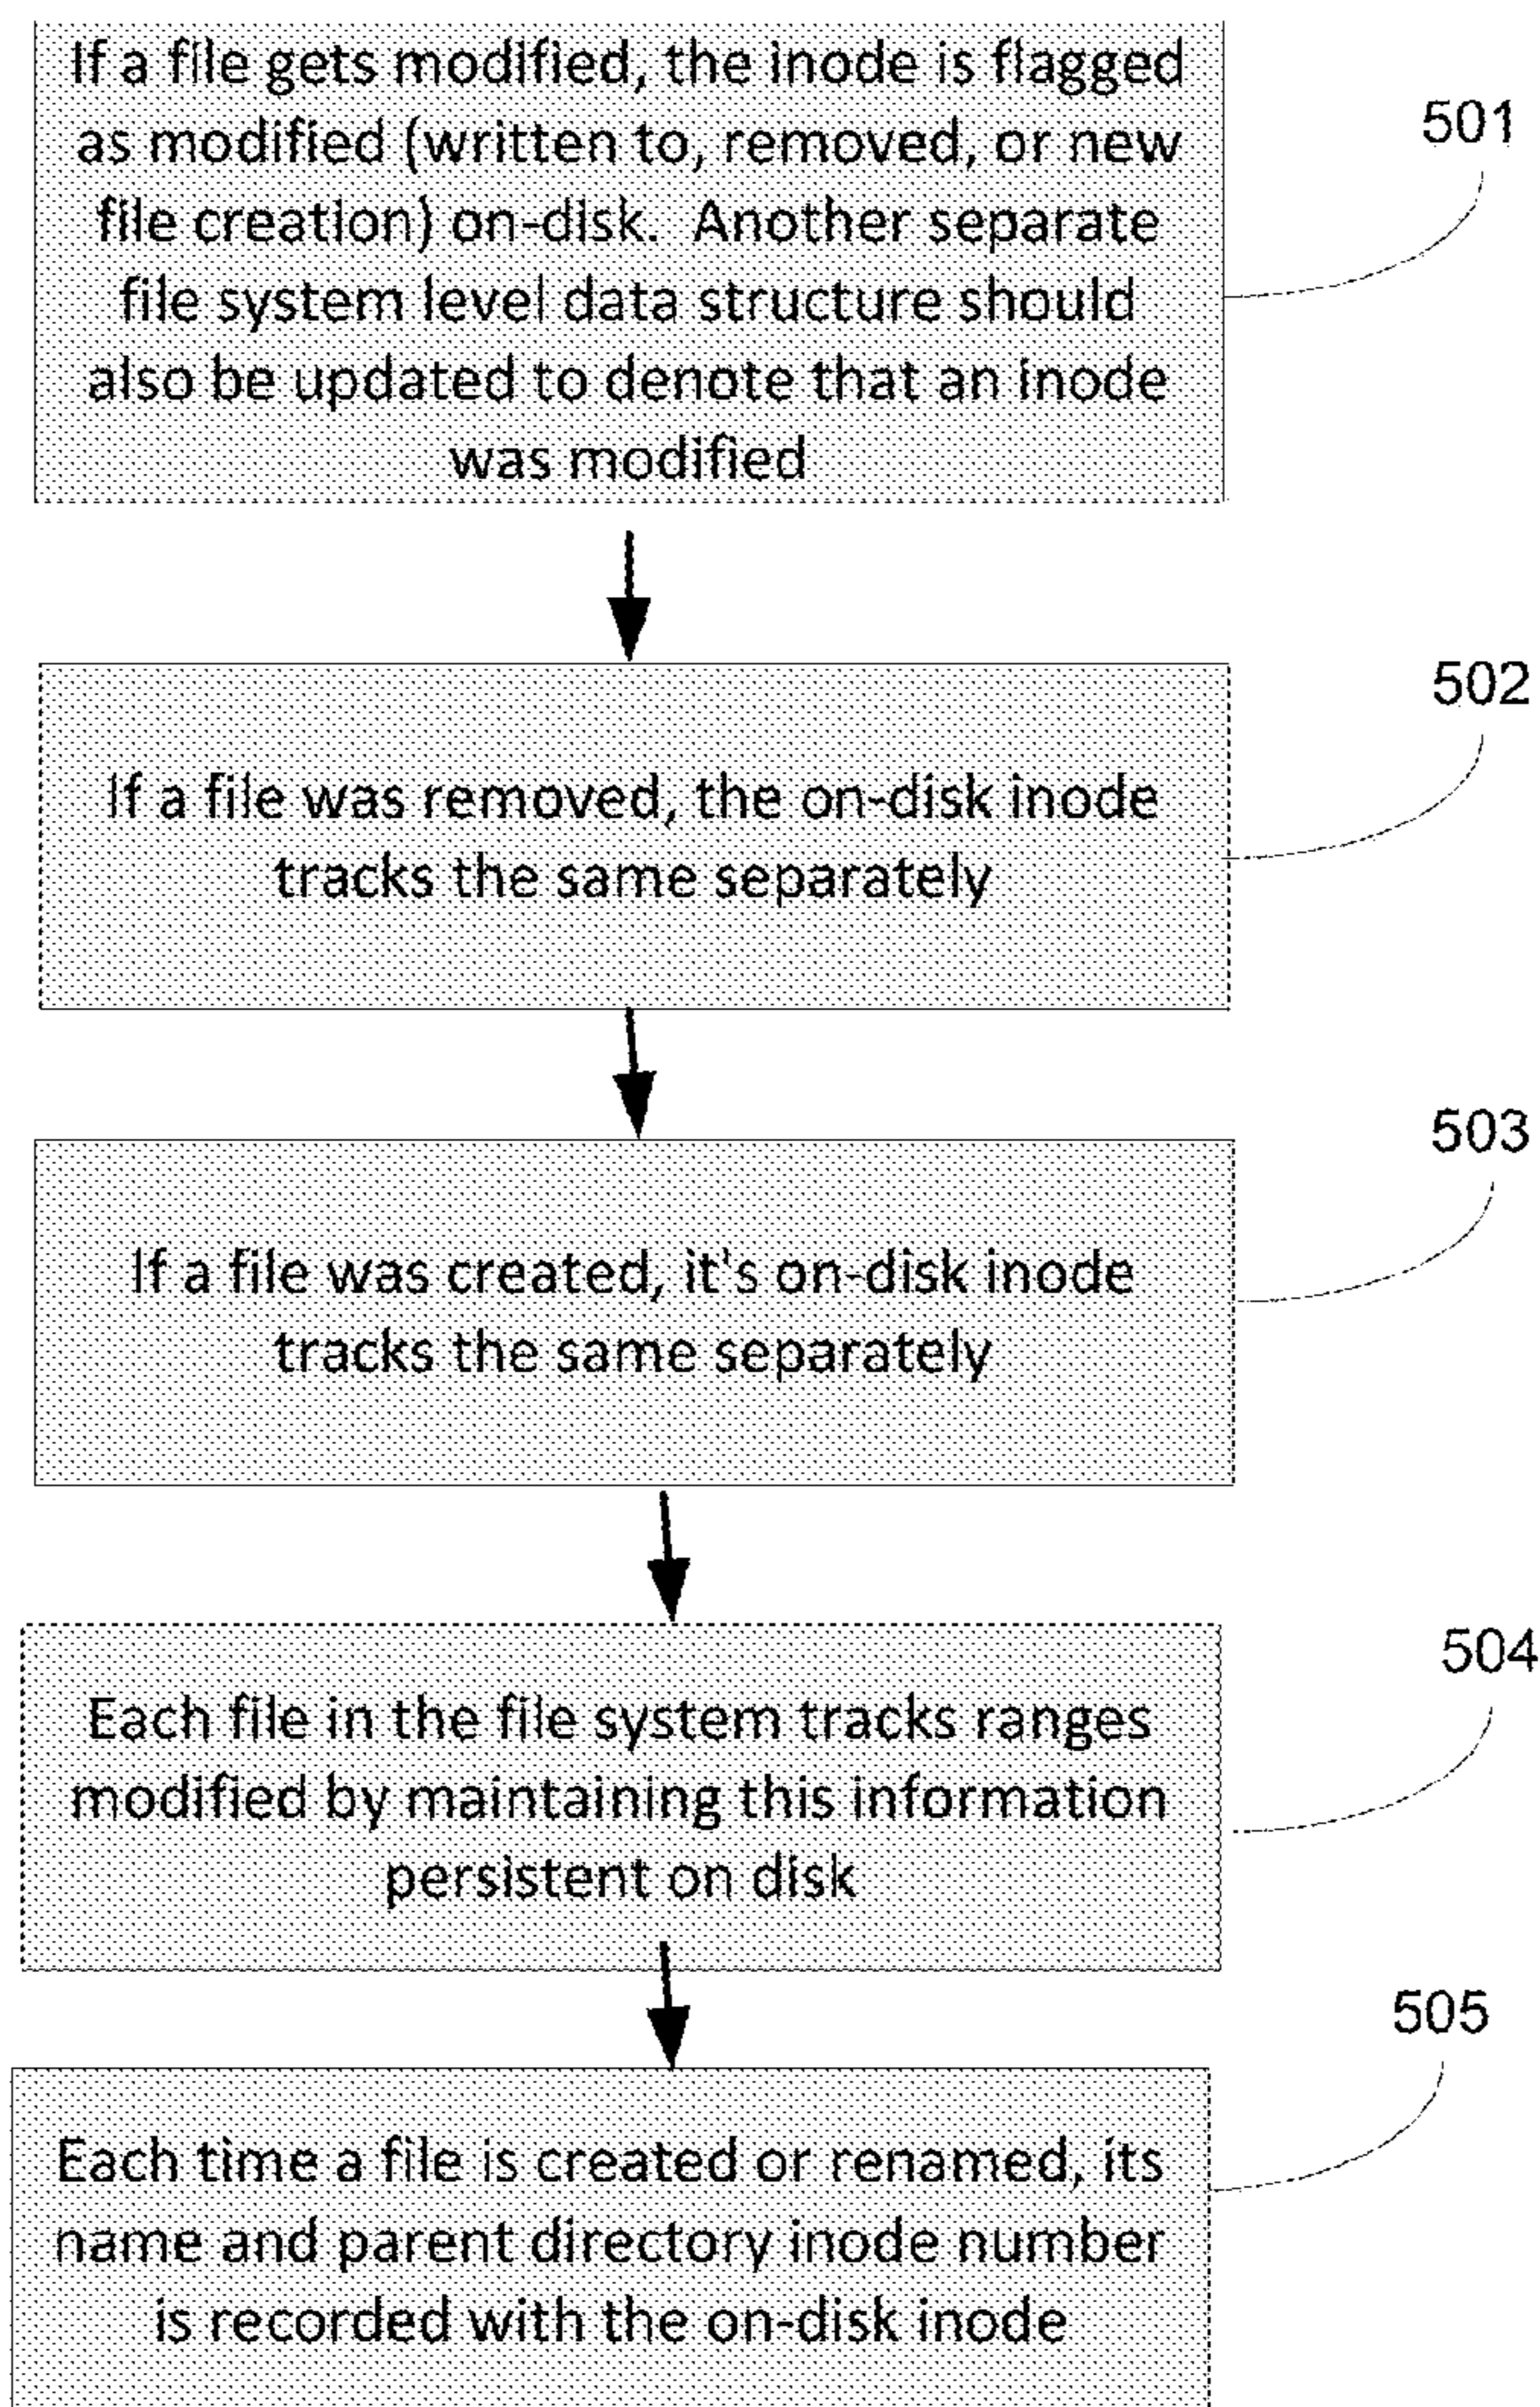 If a file gets modified, the inode is flagged
as modified (written to, removed, or new
file creation) on-disk.  Another separate
file system level data structure should
also be updated to denote that an inode
was modified
501
If a file was removed, the on-disk inode
tracks the same separately
502
If a file was created, it's on-disk inode
tracks the same separately
503
Each file in the file system tracks ranges
modified by maintaining this information
persistent on disk
504
Each time a file is created or renamed, its
name and parent directory inode number
is recorded with the on-disk inode
505